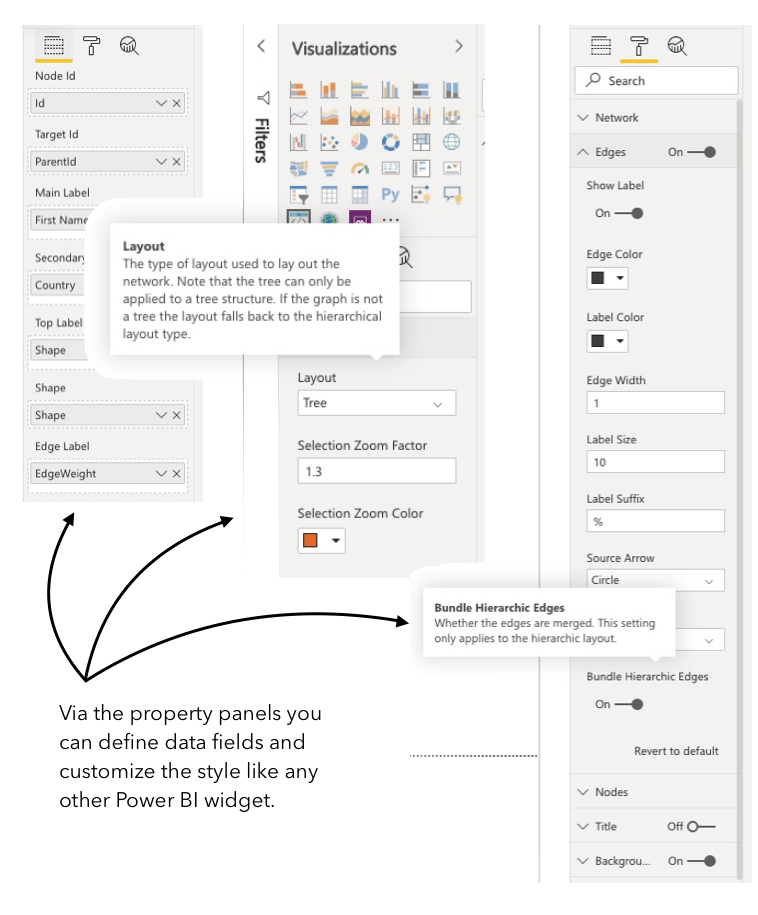 Node Id
Id
Target Id
ParentId
Main Label
First Name
Secondary
Country
Top Label
Shape
Shape
Shape
Edge Label
EdgeWeight
Visualizations
Filters
123
Py
Layout
The type of layout used to lay out the
network. Note that the tree can only be
applied to a tree structure. If the graph is not
a tree the layout falls back to the hierarchical
layout type.
Layout
Tree
Selection Zoom Factor
1.3
Selection Zoom Color
Search
Network
Edges On
Show Label
On
Edge Color
Label Color
Edge Width
1
Label Size
10
Label Suffix
%
Source Arrow
Circle
Bundle Hierarchic Edges
Whether the edges are merged. This setting
only applies to the hierarchic layout.
Bundle Hierarchic Edges
On
Revert to default
Nodes
Title Off
Backgrou... On
Via the property panels you
can define data fields and
customize the style like any
other Power BI widget.